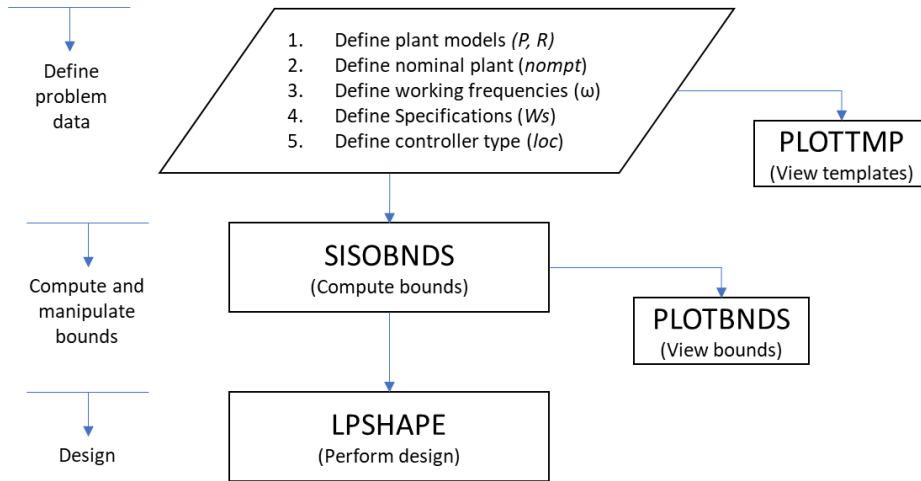 1. Define plant models (P, R)
2. Define nominal plant (nompt)
3. Define working frequencies (ω)
4. Define Specifications (Ws)
5. Define controller type (loc)
Define
problem
data
PLOTTMP
(View templates)
SISOBNDS
(Compute bounds)
Compute and
manipulate
bounds
PLOTBNDS
(View bounds)
LPSHAPE
(Perform design)
Design